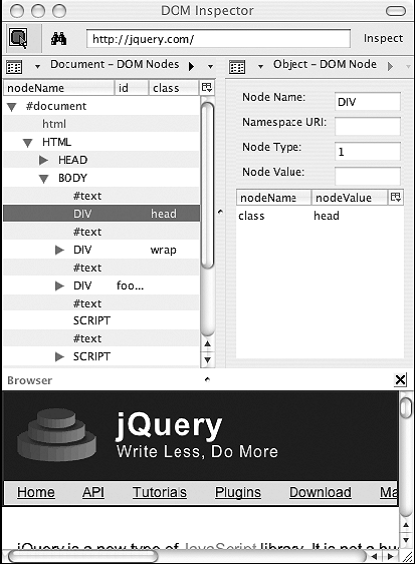 DOM Inspector
http://jquery.com/ Inspect
Document – DOM Nodes Object – DOM Node
nodeName id class
#document
html
HTML
HEAD
BODY
#text
DIV head
#text
DIV wrap
#text
DIV foo...
#text
SCRIPT
#text
SCRIPT
Node Name: DIV
Namespace URI:
Node Type: 1
Node Value:
nodeName nodeValue
class head
Browser
jQuery
Write Less, Do More
Home API Tutorials Plugins Download Ma
jQuery is a new type of JavaScript library. It is not a hu